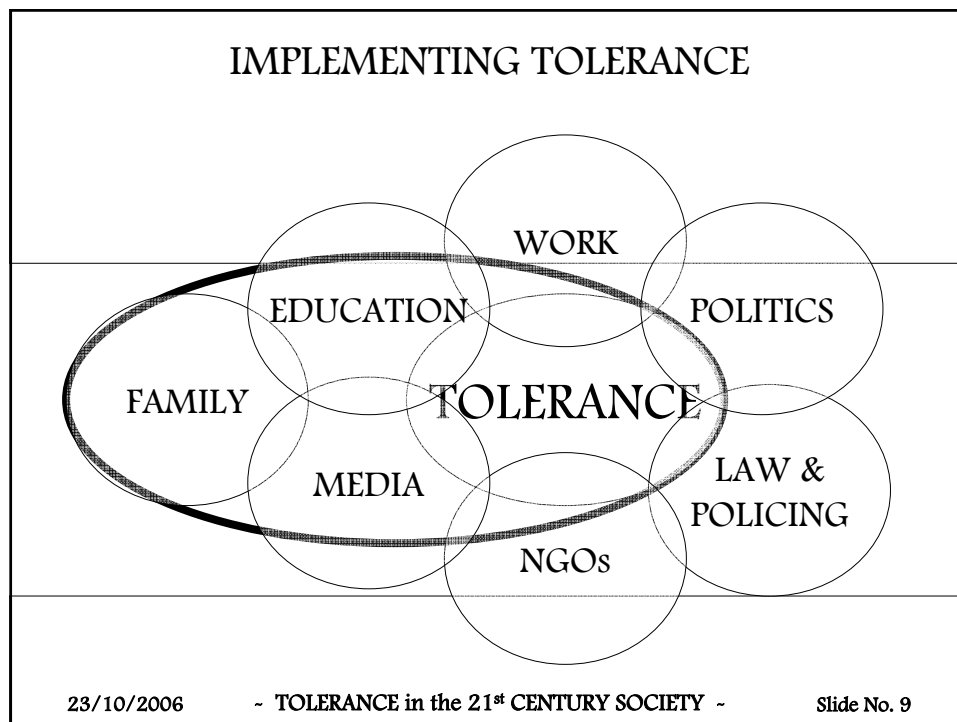 IMPLEMENTING TOLERANCE
WORK
EDUCATION
POLITICS
FAMILY
TOLERANCE
MEDIA
LAW &
POLICING
NGOs
23/10/2006 ~ TOLERANCE in the 21st CENTURY SOCIETY ~ Slide No. 9